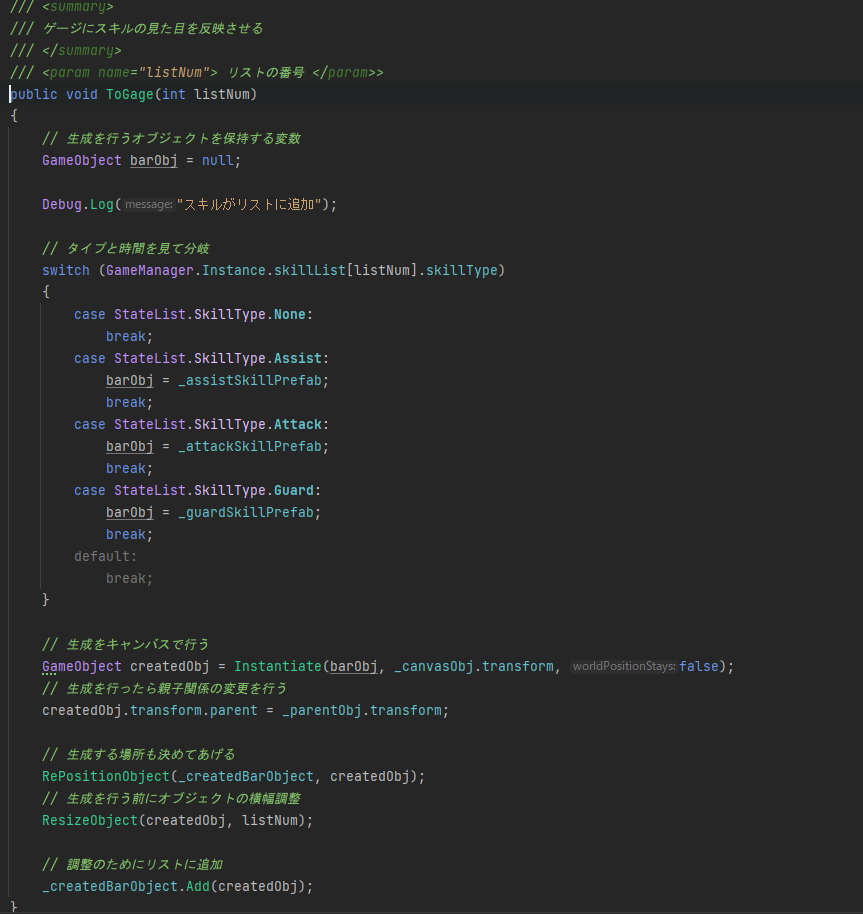 /// <summary>
/// ゲージにスキルの見た目を反映させる
/// </summary>
/// <param name="listNum"> リストの番号 </param>>
public void ToGage(int listNum)
{
// 生成を行うオブジェクトを保持する変数
GameObject barObj = null;
Debug.Log(message:"スキルがリストに追加");
// タイプと時間を見て分岐
switch (GameManager.Instance.skillList[listNum].skillType)
{
case StateList.SkillType.None:
break;
case StateList.SkillType.Assist:
barObj = _assistSkillPrefab;
break;
case StateList.SkillType.Attack:
barObj = _attackSkillPrefab;
break;
case StateList.SkillType.Guard:
barObj = _guardSkillPrefab;
break;
default:
break;
}
// 生成をキャンバスで行う
GameObject createdObj = Instantiate(barObj, _canvasObj.transform, worldPositionStays:false);
// 生成を行ったら親子関係の変更を行う
createdObj.transform.parent = _parentObj.transform;
// 生成する場所も決めてあげる
RePositionObject(_createdBarObject, createdObj);
// 生成を行う前にオブジェクトの横幅調整
ResizeObject(createdObj, listNum);
// 調整のためにリストに追加
_createdBarObject.Add(createdObj);
}